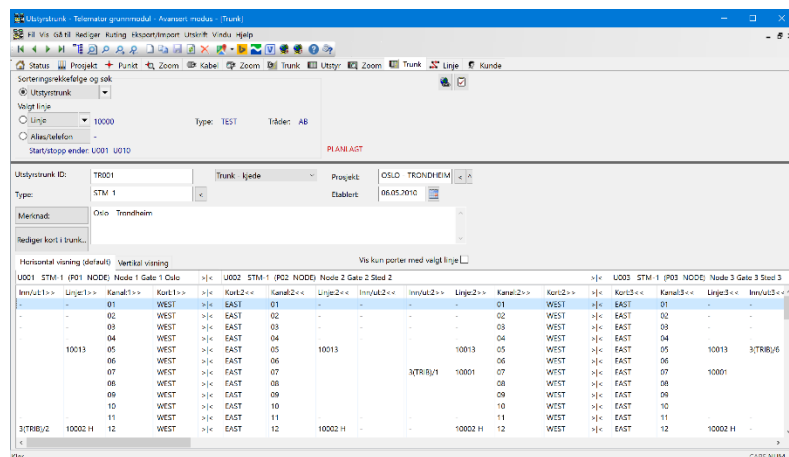 Utstyrstrunk - Telemator grunnmodul - Avansert modus - [Trunk]
Fil Vis Gå til Rediger Ruting Eksport/Import Utskrift Vindu Hjelp
Status Prosjekt Punkt Zoom Kabel Zoom Trunk Utstyr Zoom Trunk Linje Kunde
Sorteringsrekkefølge og søk
Utstyrstrunk
Valgt linje
Linje 10000 Type: TEST Tråder: AB
Alias/telefon -
Start/stopp ender: U001 U010 PLANLAGT
Utstyrstrunk ID: TR001 Trunk - kjede Prosjekt: OSLO - TRONDHEIM < ^
Type: STM-1 < Etablert: 06.05.2010
Merknad: Oslo - Trondheim
Rediger kort i trunk...
Horisontal visning (default) Vertikal visning Vis kun porter med valgt linje
U001 STM-1 (P01 NODE) Node 1 Gate 1 Oslo >|< U002 STM-1 (P02 NODE) Node 2 Gate 2 Sted 2 >|< U003 STM-1 (P03 NODE) Node 3 Gate 3 Sted 3
Inn/ut:1>> Linje:1>> Kanal:1>> Kort:1>> >|< Kort:2<< Kanal:2<< Linje:2<< Inn/ut:2<< Inn/ut:2>> Linje:2>> Kanal:2>> Kort:2>> >|< Kort:3<< Kanal:3<< Linje:3<< Inn/ut:3<<
- - 01 WEST >|< EAST 01 - - - - 01 WEST >|< EAST 01 - -
- - 02 WEST >|< EAST 02 - - - - 02 WEST >|< EAST 02 - -
- - 03 WEST >|< EAST 03 - - - - 03 WEST >|< EAST 03 - -
- - 04 WEST >|< EAST 04 - - - - 04 WEST >|< EAST 04 - -
10013 05 WEST >|< EAST 05 10013 10013 05 WEST >|< EAST 05 10013 3(TRIB)/6
06 WEST >|< EAST 06 06 WEST >|< EAST 06
07 WEST >|< EAST 07 3(TRIB)/1 10001 07 WEST >|< EAST 07 10001
08 WEST >|< EAST 08 08 WEST >|< EAST 08
09 WEST >|< EAST 09 09 WEST >|< EAST 09
10 WEST >|< EAST 10 10 WEST >|< EAST 10
- - 11 WEST >|< EAST 11 - - - - 11 WEST >|< EAST 11 - -
3(TRIB)/2 10002 H 12 WEST >|< EAST 12 10002 H - - 10002 H 12 WEST >|< EAST 12 10002 H -